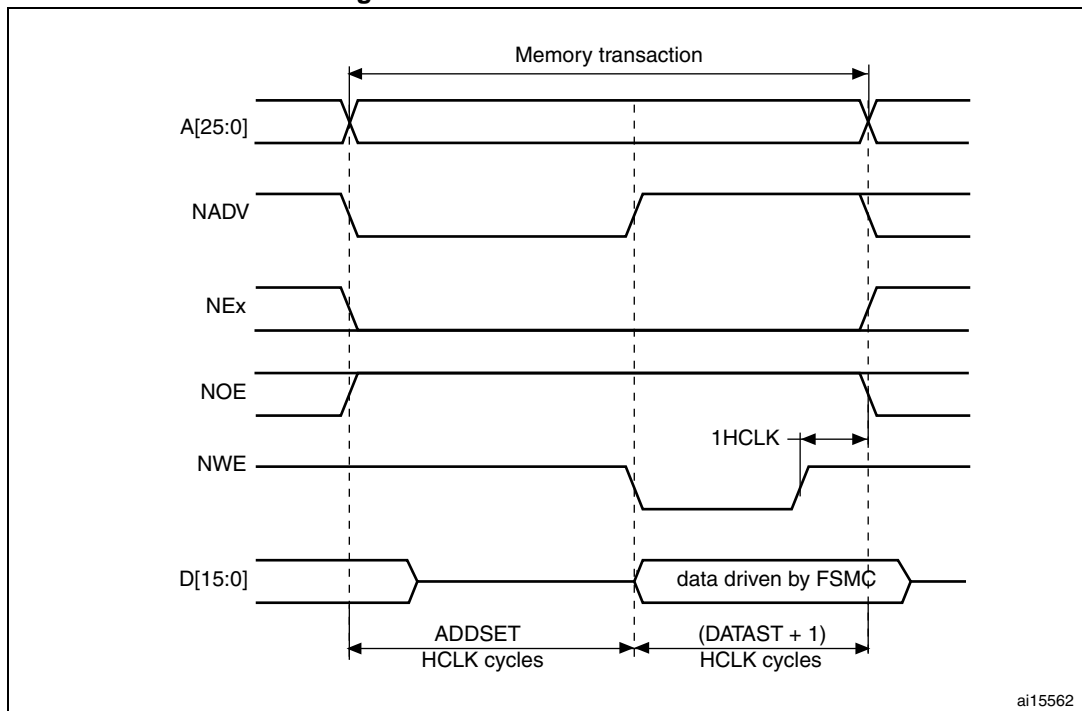 Memory transaction
A[25:0]
NADV
NEx
NOE
1HCLK
NWE
D[15:0]
data driven by FSMC
ADDSET
HCLK cycles
(DATAST + 1)
HCLK cycles
ai15562